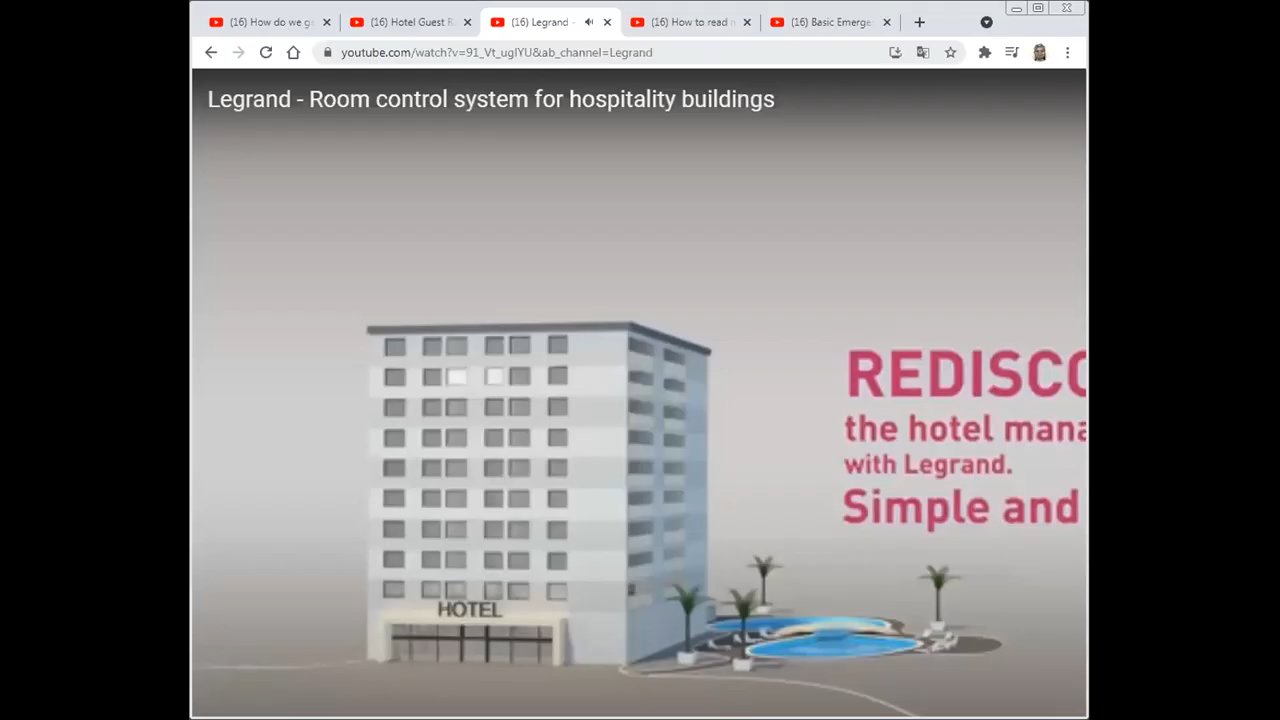 (16) How do we g
(16) Hotel Guest R
(16) Legrand -
(16) How to read n
(16) Basic Emerge
youtube.com/watch?v=91_Vt_ugIYU&ab_channel=Legrand
Legrand - Room control system for hospitality buildings
REDISCO
the hotel mana
with Legrand.
Simple and
HOTEL